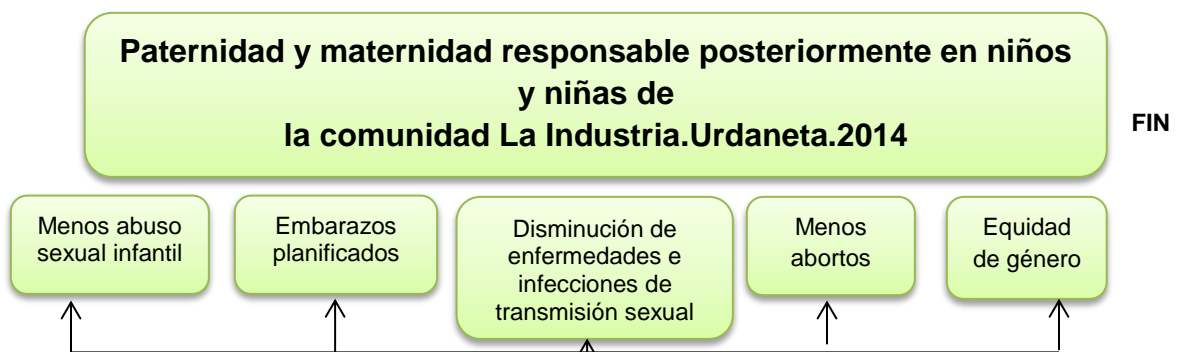 Paternidad y maternidad responsable posteriormente en niños
y niñas de
la comunidad La Industria.Urdaneta.2014
FIN
Menos abuso
sexual infantil
Embarazos
planificados
Disminución de
enfermedades e
infecciones de
transmisión sexual
Menos
abortos
Equidad
de género